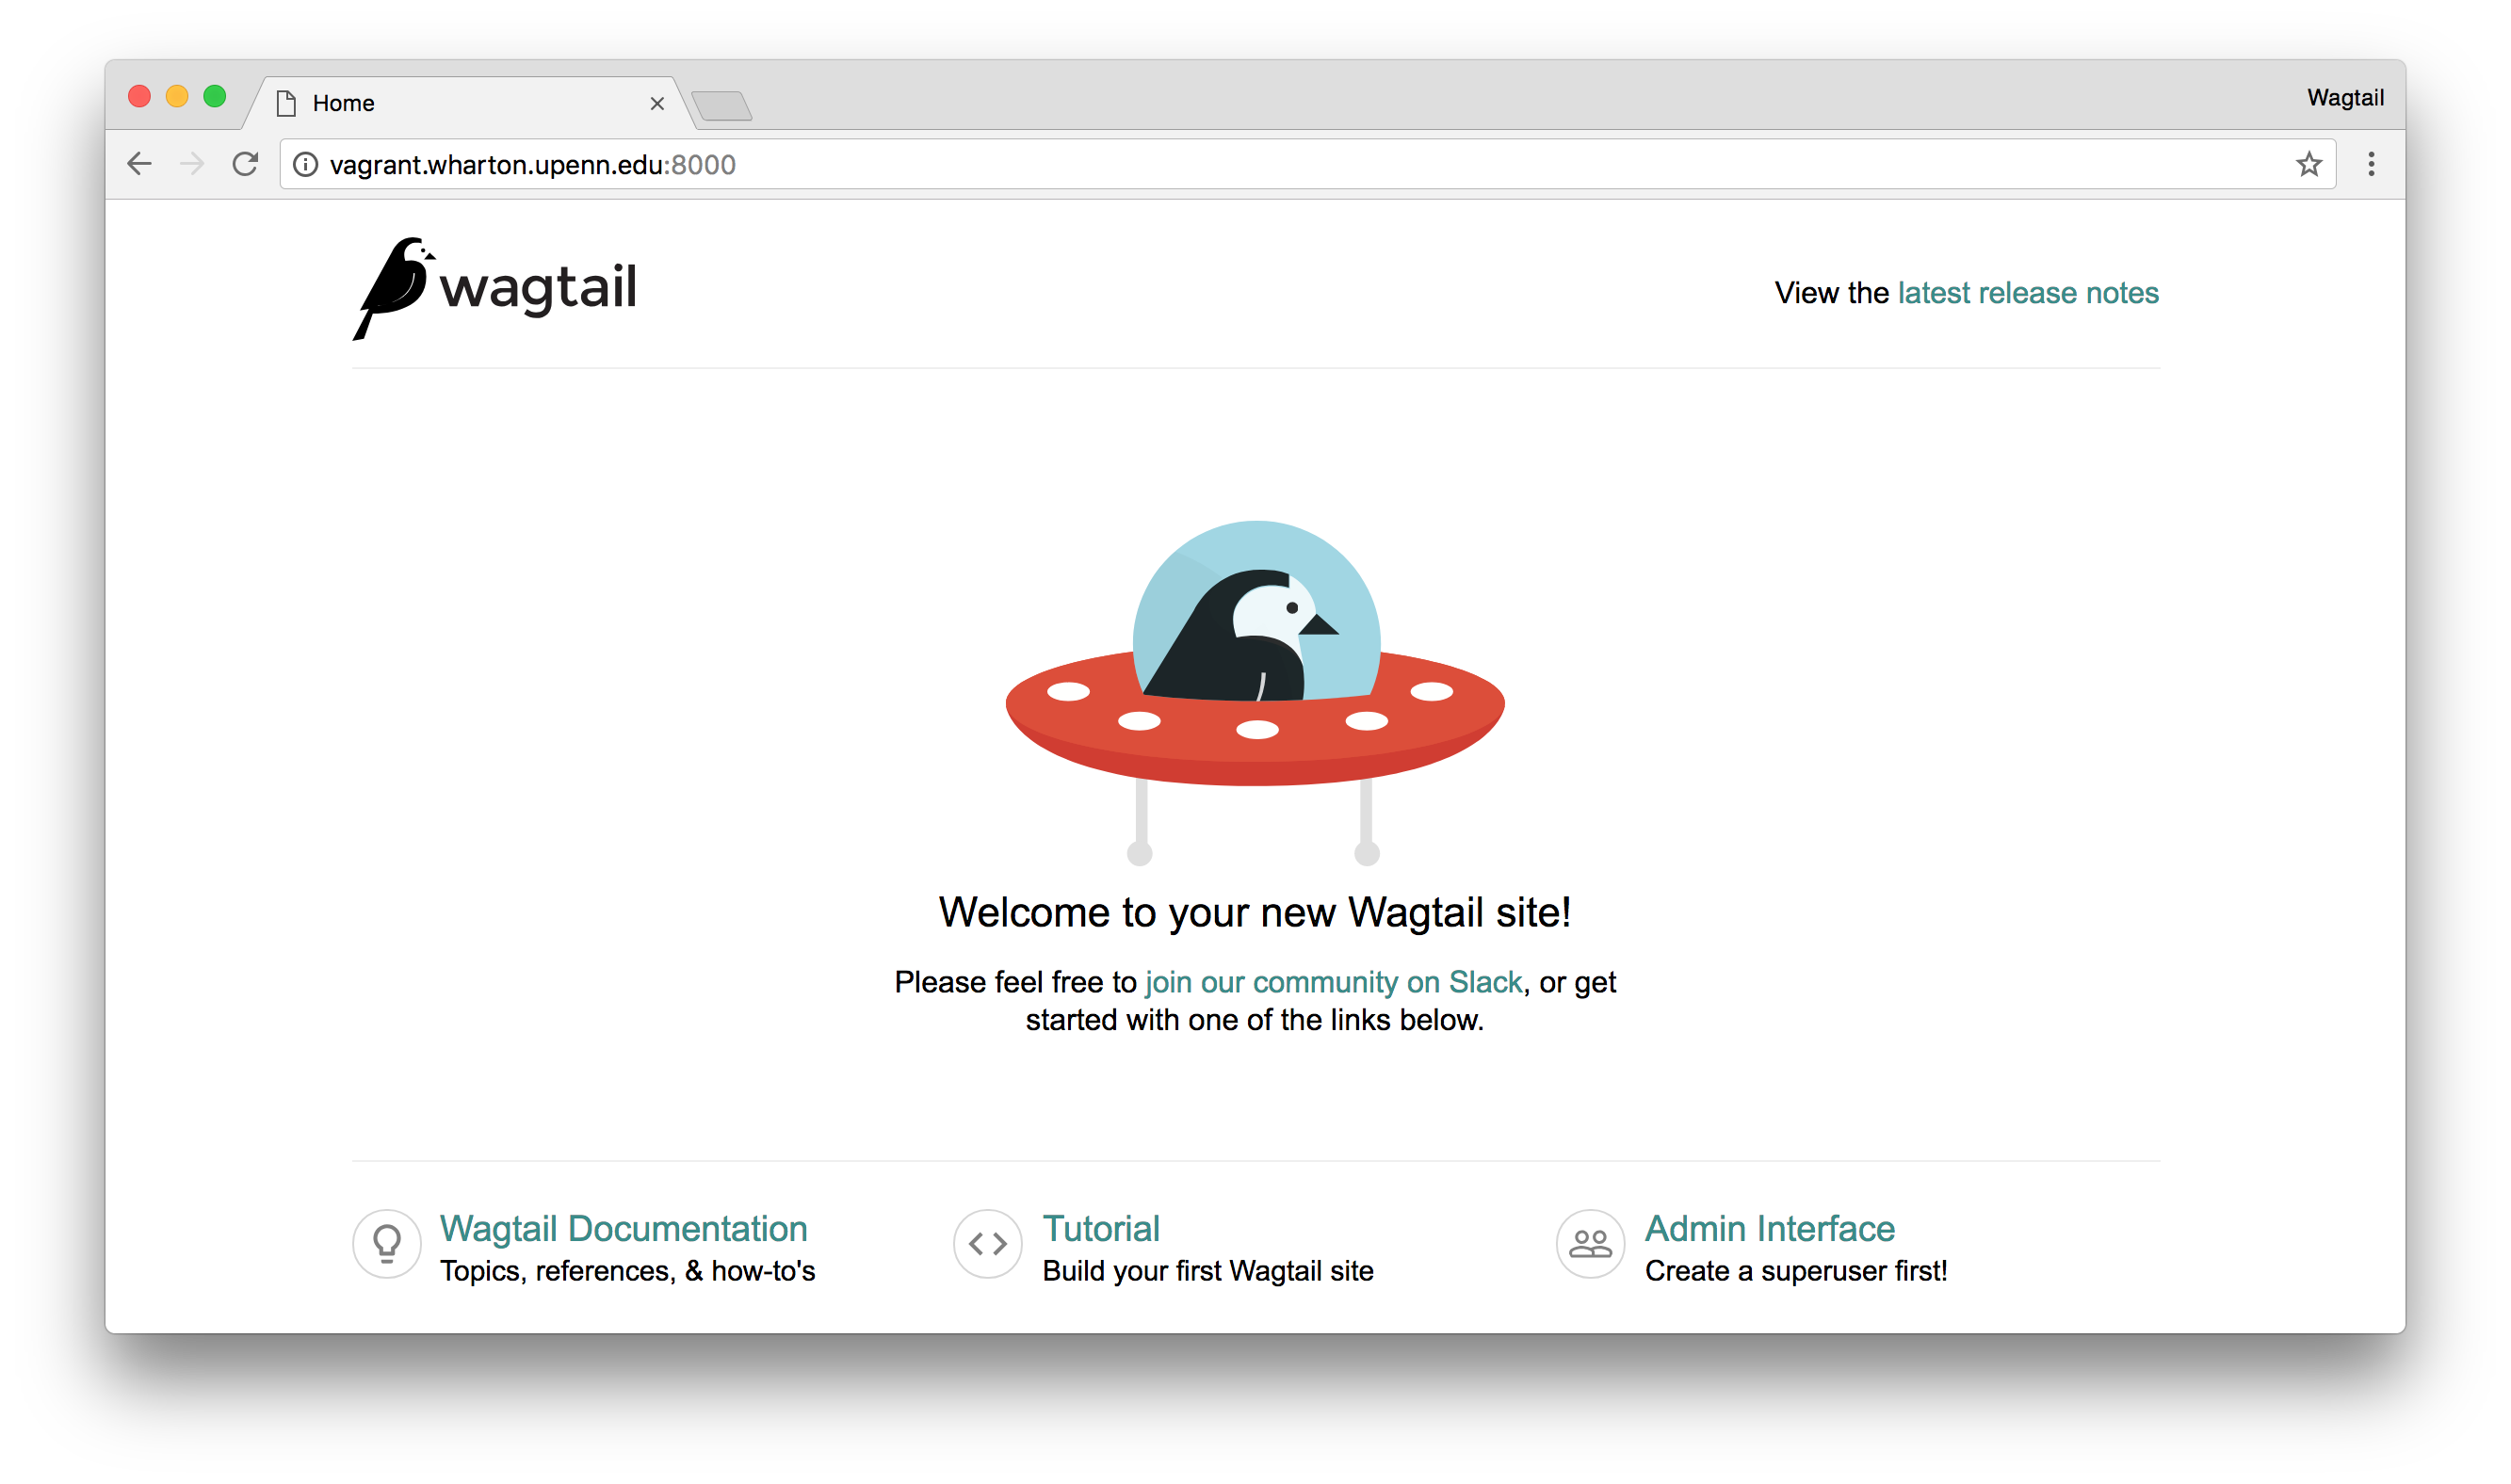 Home
Wagtail
vagrant.wharton.upenn.edu:8000
wagtail
View the latest release notes
Welcome to your new Wagtail site!
Please feel free to join our community on Slack, or get
started with one of the links below.
Wagtail Documentation
Topics, references, & how-to's
Tutorial
Build your first Wagtail site
Admin Interface
Create a superuser first!